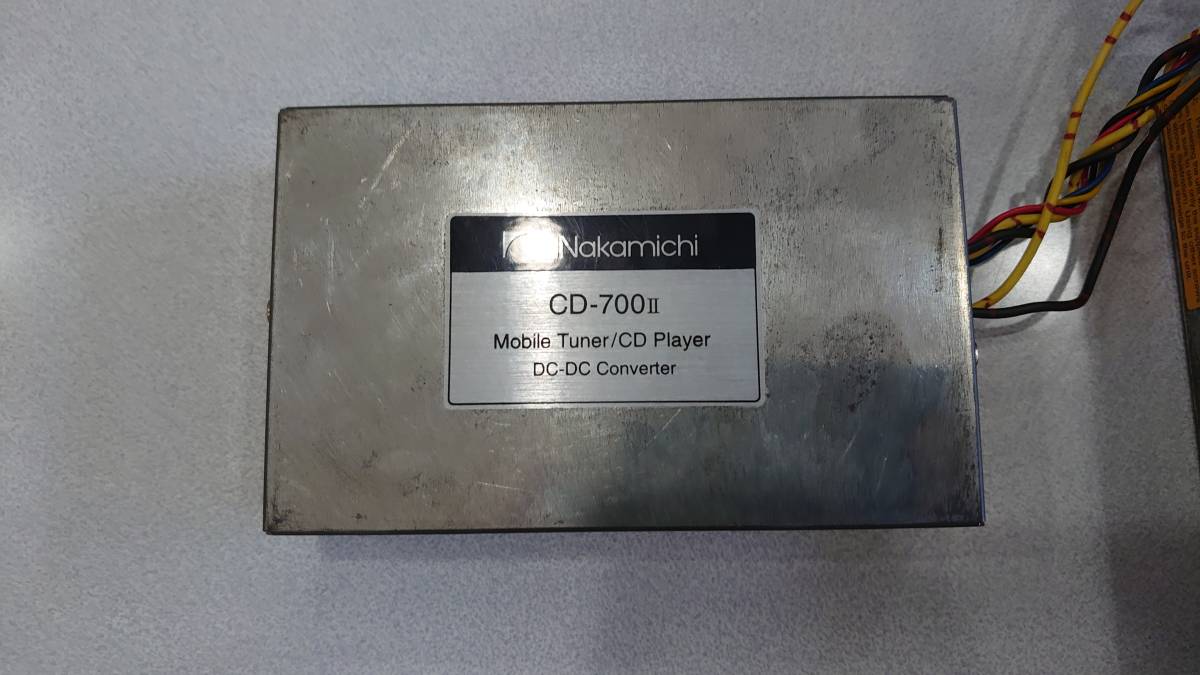 Nakamichi
CD-700II
Mobile Tuner/CD Player
DC-DC Converter